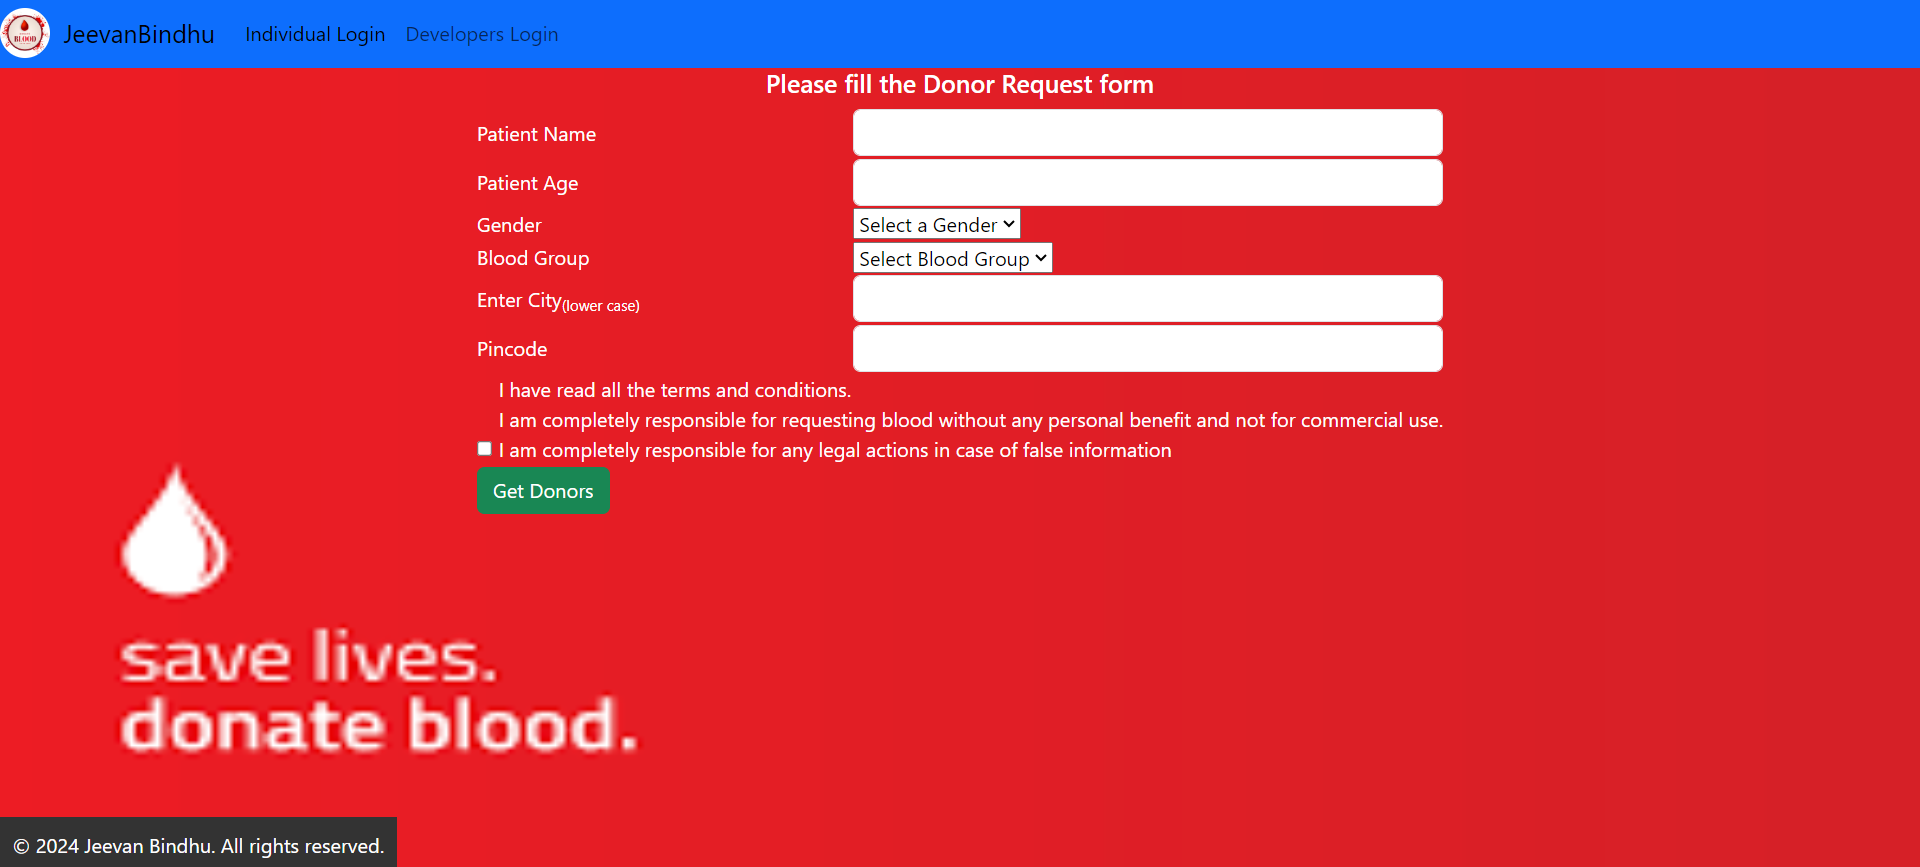 BLOOD
JeevanBindhu
Individual Login
Developers Login
Please fill the Donor Request form
Patient Name
Patient Age
Gender
Select a Gender
Blood Group
Select Blood Group
Enter City(lower case)
Pincode
I have read all the terms and conditions.
I am completely responsible for requesting blood without any personal benefit and not for commercial use.
I am completely responsible for any legal actions in case of false information
Get Donors
save lives.
donate blood.
© 2024 Jeevan Bindhu. All rights reserved.